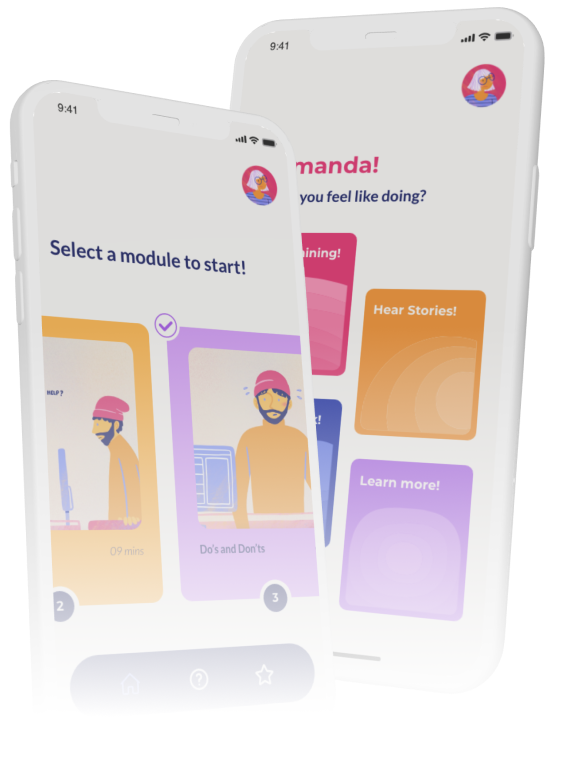 9:41
manda!
you feel like doing?
ining!
Hear Stories!
Learn more!
9:41
Select a module to start!
HELP?
09 mins
Do's and Don'ts
2
3